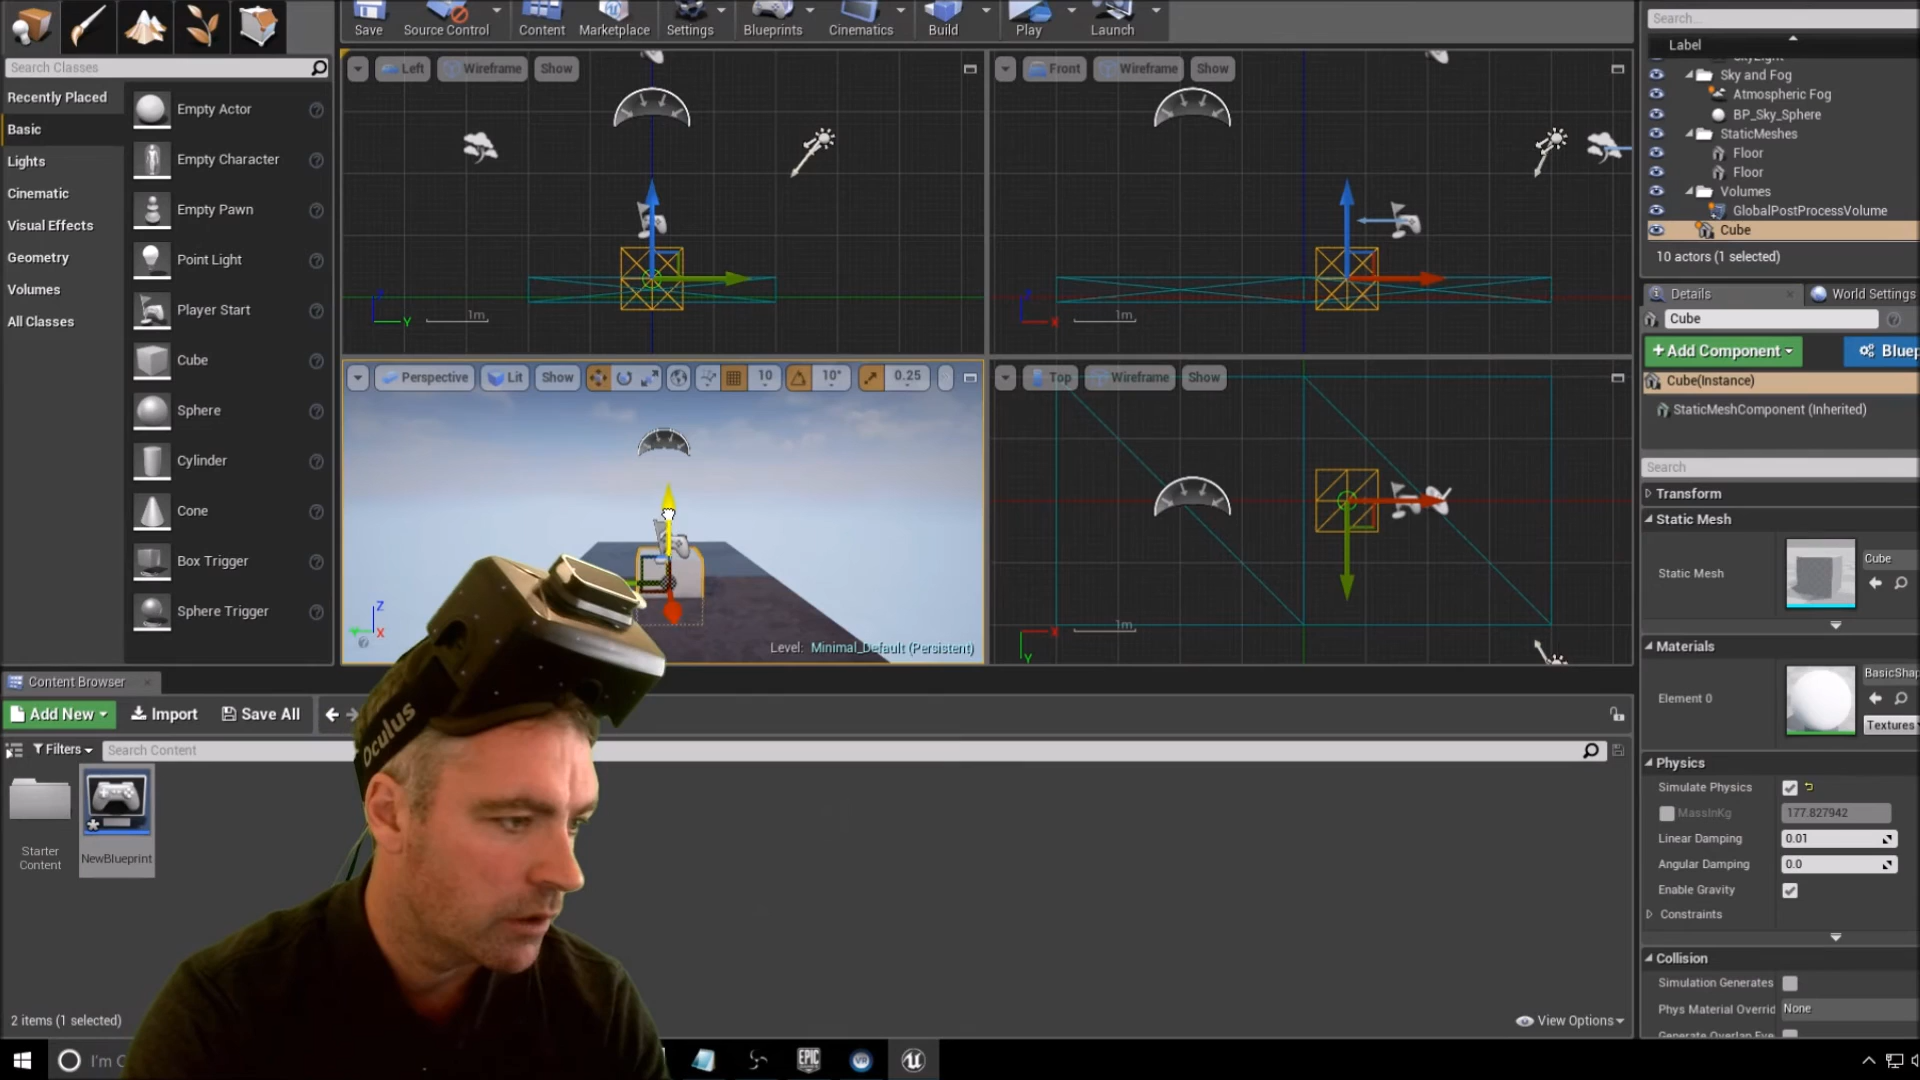 Save
Source Control
Content
Marketplace
Settings
Blueprints
Cinematics
Build
Play
Launch
Search...
Label
Search Classes
Recently Placed
Basic
Lights
Cinematic
Visual Effects
Geometry
Volumes
All Classes
Empty Actor
Empty Character
Empty Pawn
Point Light
Player Start
Cube
Sphere
Cylinder
Cone
Box Trigger
Sphere Trigger
Left Wireframe Show
Y 1m
Front Wireframe Show
X 1m
Perspective Lit Show 10 10° 0.25
Z
X
Level: Minimal_Default (Persistent)
Top Wireframe Show
X 1m
Y
Sky and Fog
Atmospheric Fog
BP_Sky_Sphere
StaticMeshes
Floor
Floor
Volumes
GlobalPostProcessVolume
Cube
10 actors (1 selected)
Details World Settings
Cube
+ Add Component Bluep
Cube(Instance)
StaticMeshComponent (Inherited)
Search
Transform
Static Mesh
Static Mesh Cube
Materials
Element 0 BasicShap
Textures
Physics
Simulate Physics
MassInKg 177.827942
Linear Damping 0.01
Angular Damping 0.0
Enable Gravity
Constraints
Collision
Simulation Generates
Phys Material Overrid None
Content Browser
Add New Import Save All
Filters Search Content
Starter Content
NewBlueprint
oculus
2 items (1 selected)
View Options
I'm C
EPIC